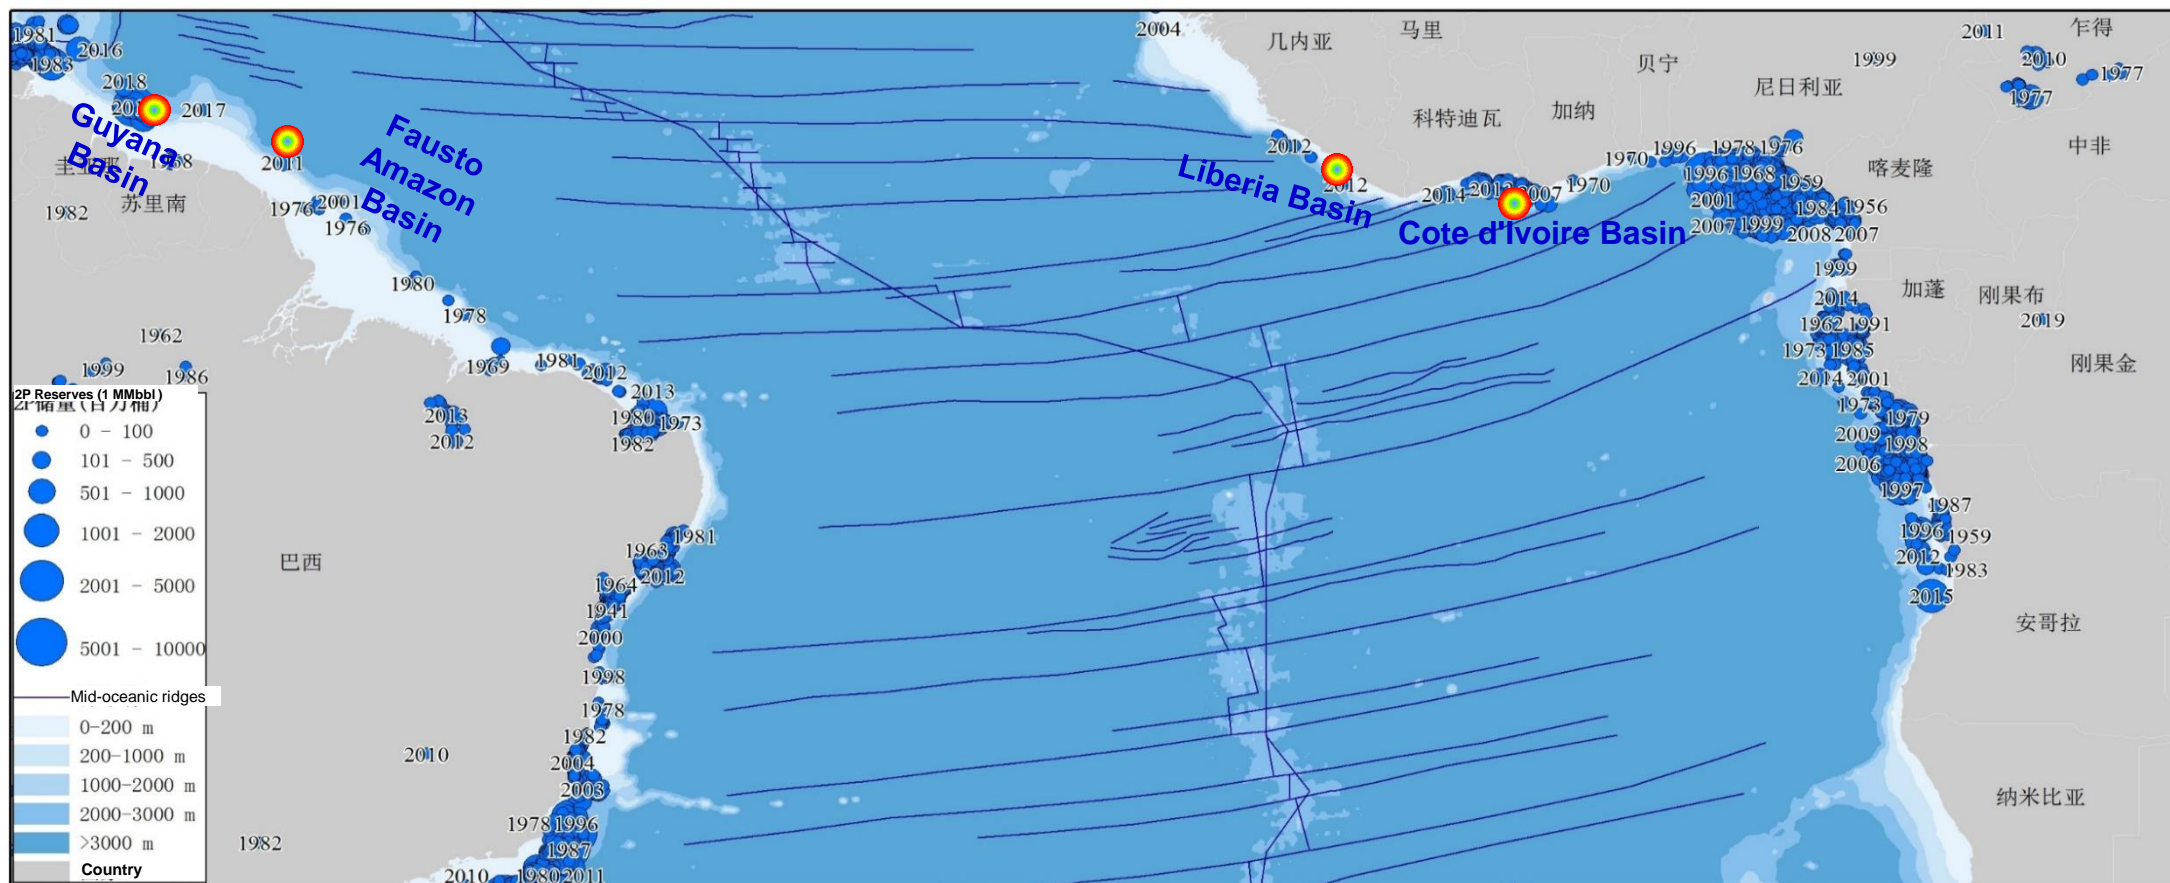 1981
2016
1983
2018
2017
Guyana
Basin
1982
苏里南
2011
Fausto
Amazon
Basin
1976
2001
1976
1980
1978
1969
1981
2012
2013
1980
1973
1982
1962
1999
1986
2013
2012
巴西
1981
1963
2012
1964
1941
2000
1998
1978
1982
2004
2003
2010
1978
1996
1987
1982
2010
1980
2011
2004
几内亚
马里
科特迪瓦
加纳
贝宁
尼日利亚
1999
2011
乍得
2010
1977
1977
中非
喀麦隆
2012
2012
Liberia Basin
2014
2007
1970
Cote d'Ivoire Basin
1970
1996
1978
1976
1996
1968
1959
2001
1984
1956
2007
1999
2008
2007
1999
加蓬
刚果布
2019
刚果金
2014
1962
1991
1973
1985
2014
2001
1973
1979
2009
1998
2006
1997
1987
1996
1959
2012
1983
2015
安哥拉
纳米比亚
2P Reserves (1 MMbbl)
0 - 100
101 - 500
501 - 1000
1001 - 2000
2001 - 5000
5001 - 10000
Mid-oceanic ridges
0-200 m
200-1000 m
1000-2000 m
2000-3000 m
>3000 m
Country